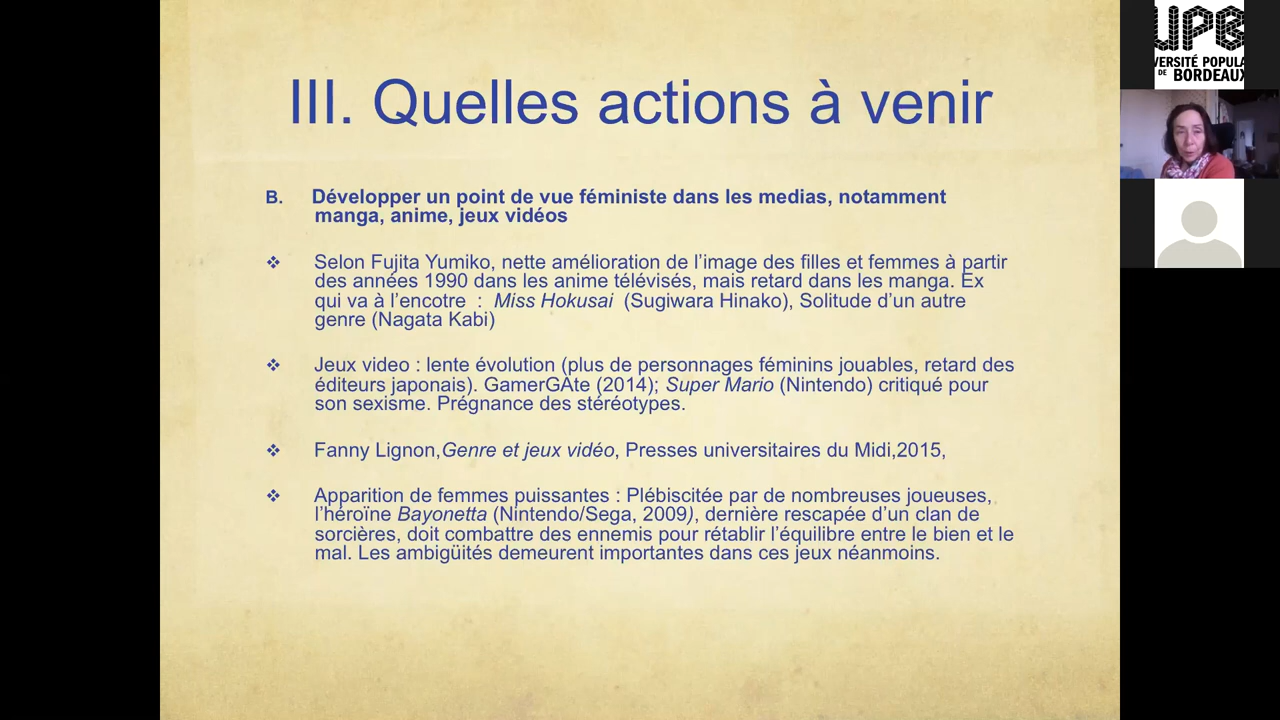 III. Quelles actions à venir
B. Développer un point de vue féministe dans les medias, notamment
manga, anime, jeux vidéos
❖ Selon Fujita Yumiko, nette amélioration de l’image des filles et femmes à partir
des années 1990 dans les anime télévisés, mais retard dans les manga. Ex
qui va à l’encotre : Miss Hokusai (Sugiwara Hinako), Solitude d’un autre
genre (Nagata Kabi)
❖ Jeux video : lente évolution (plus de personnages féminins jouables, retard des
éditeurs japonais). GamerGAte (2014); Super Mario (Nintendo) critiqué pour
son sexisme. Prégnance des stéréotypes.
❖ Fanny Lignon,Genre et jeux vidéo, Presses universitaires du Midi,2015,
❖ Apparition de femmes puissantes : Plébiscitée par de nombreuses joueuses,
l’héroïne Bayonetta (Nintendo/Sega, 2009), dernière rescapée d’un clan de
sorcières, doit combattre des ennemis pour rétablir l’équilibre entre le bien et le
mal. Les ambigüités demeurent importantes dans ces jeux néanmoins.
UPB
VERSITÉ POPULA
DE BORDEAUX